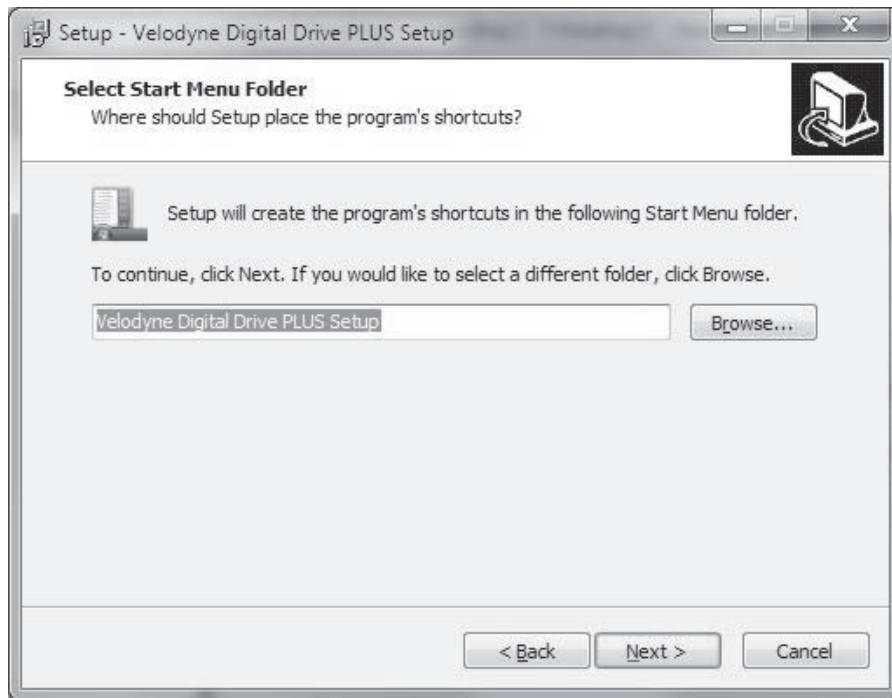 Setup - Velodyne Digital Drive PLUS Setup
Select Start Menu Folder
Where should Setup place the program's shortcuts?
Setup will create the program's shortcuts in the following Start Menu folder.
To continue, click Next. If you would like to select a different folder, click Browse.
Velodyne Digital Drive PLUS Setup
Browse...
< Back
Next >
Cancel